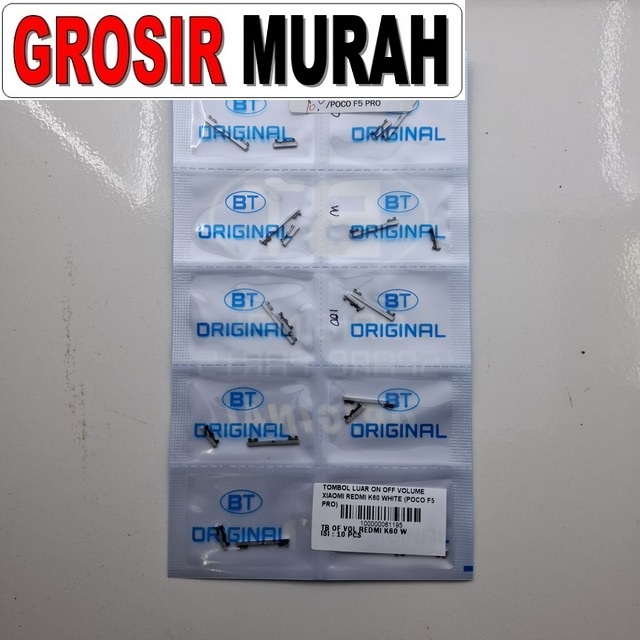 GROSIR MURAH
/POCO F5 PRO
BT
ORIGINAL
BT
ORIGINAL
BT
ORIGINAL
W
BT
ORIGINAL
BT
ORIGINAL
100
BT
ORIGINAL
BT
ORIGINAL
BT
ORIGINAL
BT
ORIGINAL
TOMBOL LUAR ON OFF VOLUME
XIAOMI REDMI K60 WHITE (POCO F5
PRO)
100000061195
TB OF VOL REDMI K60 W
ISI : 10 PCS